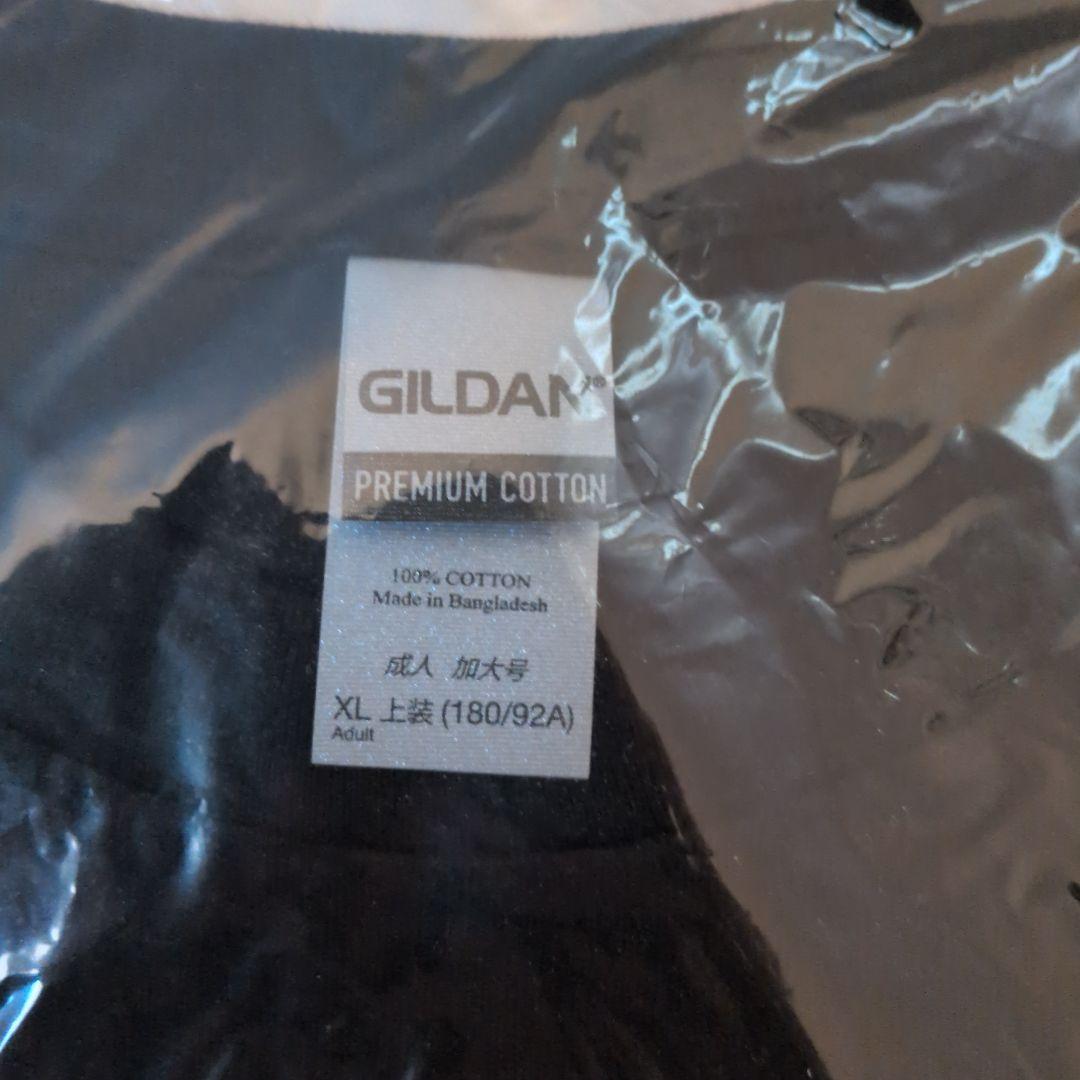 GILDAN®
PREMIUM COTTON
100% COTTON
Made in Bangladesh
成人 加大号
XL 上装 (180/92A)
Adult